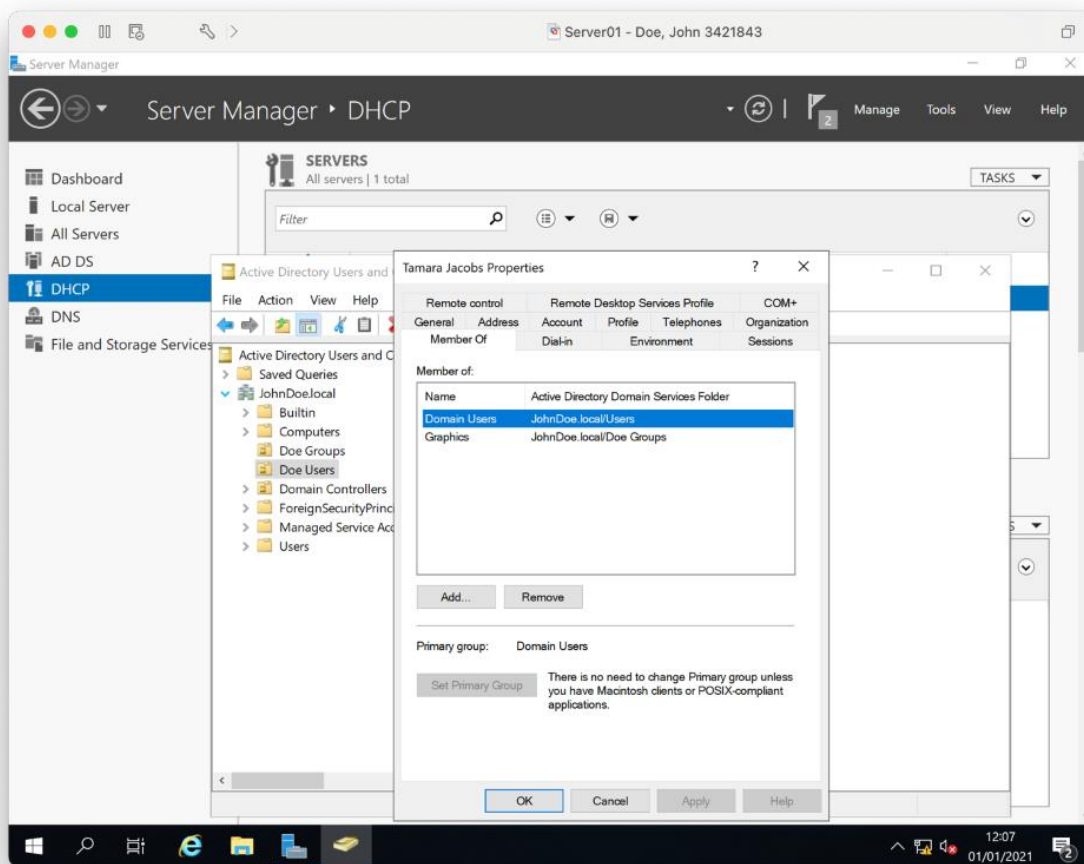 Server01 - Doe, John 3421843
Server Manager
Server Manager • DHCP
2
Manage Tools View Help
Dashboard
Local Server
All Servers
AD DS
DHCP
DNS
File and Storage Services
SERVERS
All servers | 1 total
TASKS
Filter
Active Directory Users and
File Action View Help
Active Directory Users and C
Saved Queries
JohnDoe.local
Builtin
Computers
Doe Groups
Doe Users
Domain Controllers
ForeignSecurityPrinci
Managed Service Acc
Users
Tamara Jacobs Properties
? X
Remote control Remote Desktop Services Profile COM+
General Address Account Profile Telephones Organization
Member Of Dial-in Environment Sessions
Member of:
Name Active Directory Domain Services Folder
Domain Users JohnDoe.local/Users
Graphics JohnDoe.local/Doe Groups
Add... Remove
Primary group: Domain Users
Set Primary Group
There is no need to change Primary group unless
you have Macintosh clients or POSIX-compliant
applications.
OK Cancel Apply Help
S
12:07
01/01/2021
2